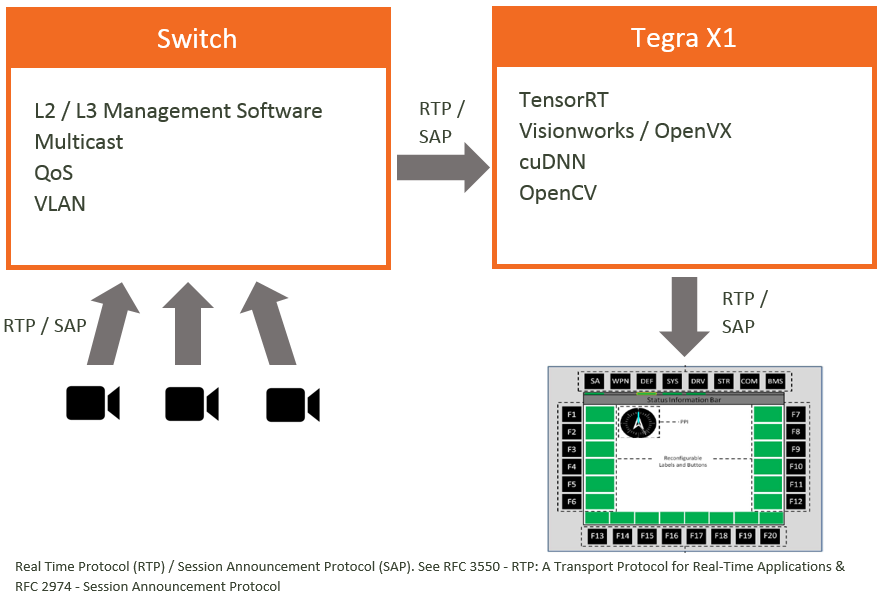 Switch
L2 / L3 Management Software
Multicast
QoS
VLAN
RTP /
SAP
Tegra X1
TensorRT
Visionworks / OpenVX
cuDNN
OpenCV
RTP / SAP
RTP /
SAP
SA WPN DEF SYS DRV STR COM BMS
Status Information Bar
F1
F2
F3
F4
F5
F6
PPI
Reconfigurable
Labels and Buttons
F7
F8
F9
F10
F11
F12
F13 F14 F15 F16 F17 F18 F19 F20
Real Time Protocol (RTP) / Session Announcement Protocol (SAP). See RFC 3550 - RTP: A Transport Protocol for Real-Time Applications &
RFC 2974 - Session Announcement Protocol